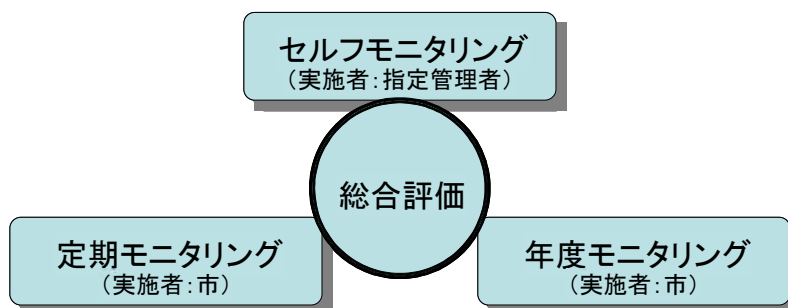 セルフモニタリング
（実施者：指定管理者）
総合評価
定期モニタリング
（実施者：市）
年度モニタリング
（実施者：市）